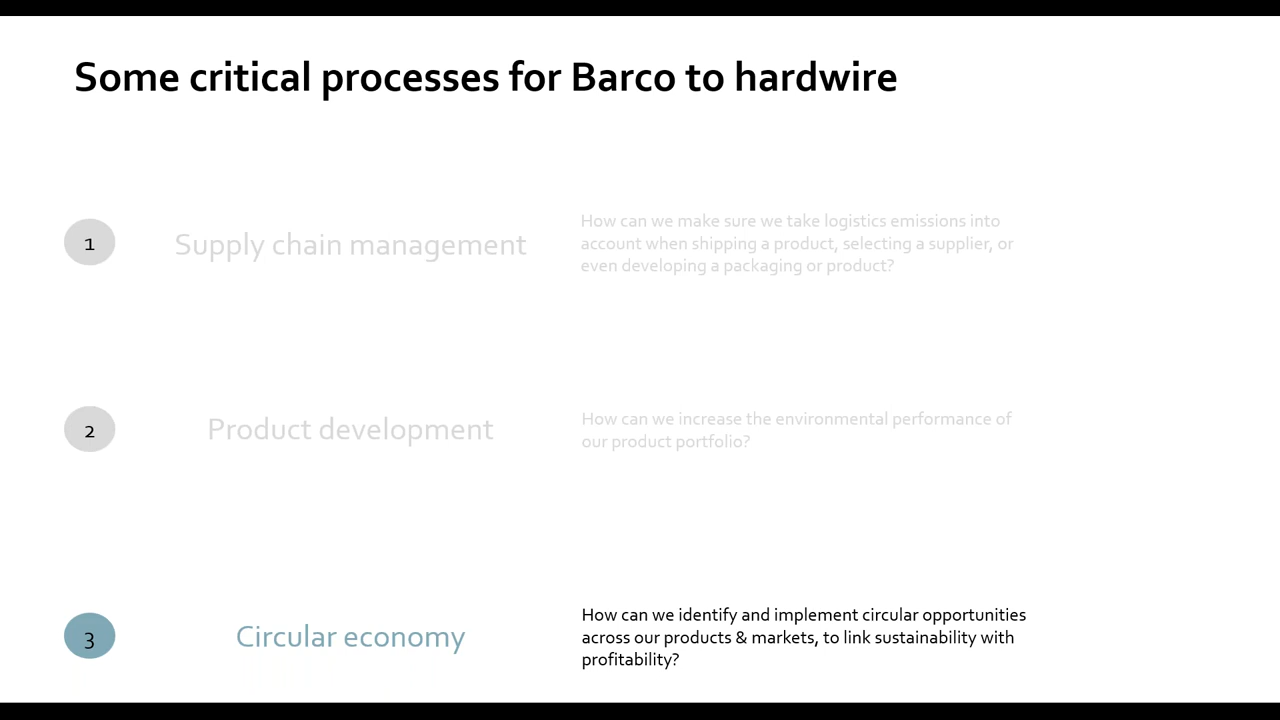 Some critical processes for Barco to hardwire
1
Supply chain management
How can we make sure we take logistics emissions into
account when shipping a product, selecting a supplier, or
even developing a packaging or product?
2
Product development
How can we increase the environmental performance of
our product portfolio?
3
Circular economy
How can we identify and implement circular opportunities
across our products & markets, to link sustainability with
profitability?